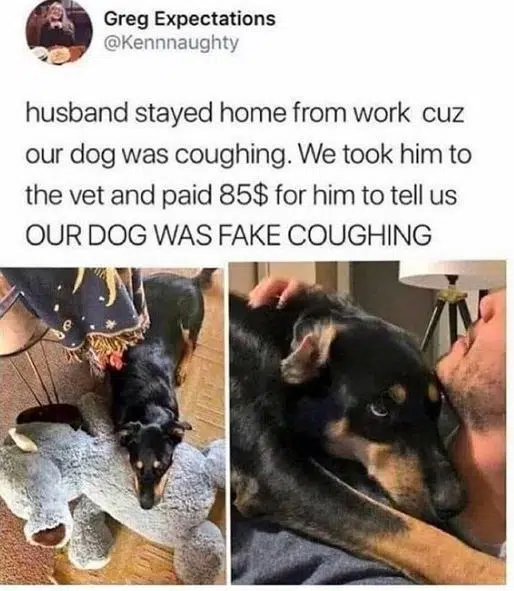 Greg Expectations
@Kennnaughty
husband stayed home from work cuz
our dog was coughing. We took him to
the vet and paid 85$ for him to tell us
OUR DOG WAS FAKE COUGHING